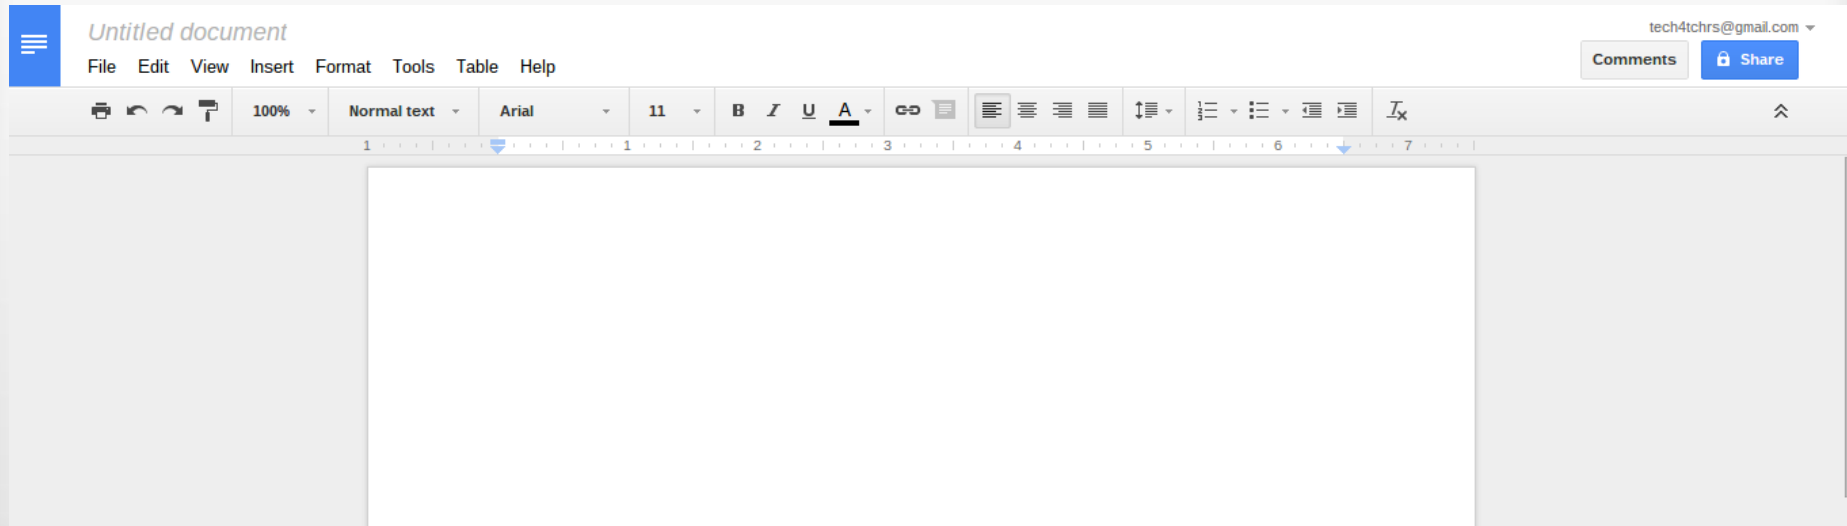 Untitled document
tech4tchrs@gmail.com
File Edit View Insert Format Tools Table Help
Comments Share
100% Normal text Arial 11 B I U A
1 1 2 3 4 5 6 7